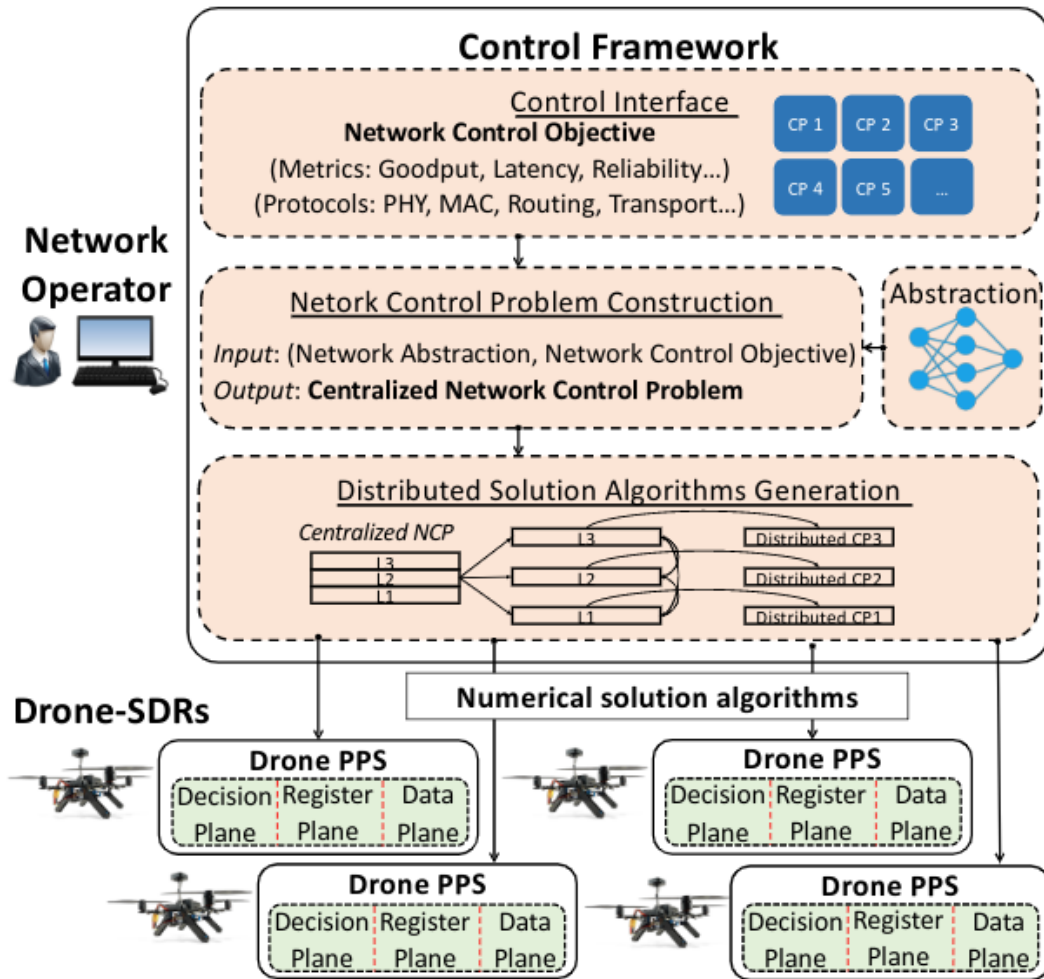 Control Framework
Control Interface
Network Control Objective
(Metrics: Goodput, Latency, Reliability...)
(Protocols: PHY, MAC, Routing, Transport...)
CP 1 CP 2 CP 3
CP 4 CP 5 ...
Network
Operator
Netork Control Problem Construction
Input: (Network Abstraction, Network Control Objective)
Output: Centralized Network Control Problem
Abstraction
Distributed Solution Algorithms Generation
Centralized NCP
L3
L2
L1
L3
L2
L1
Distributed CP3
Distributed CP2
Distributed CP1
Numerical solution algorithms
Drone-SDRs
Drone PPS
Decision Register Data
Plane Plane Plane
Drone PPS
Decision Register Data
Plane Plane Plane
Drone PPS
Decision Register Data
Plane Plane Plane
Drone PPS
Decision Register Data
Plane Plane Plane